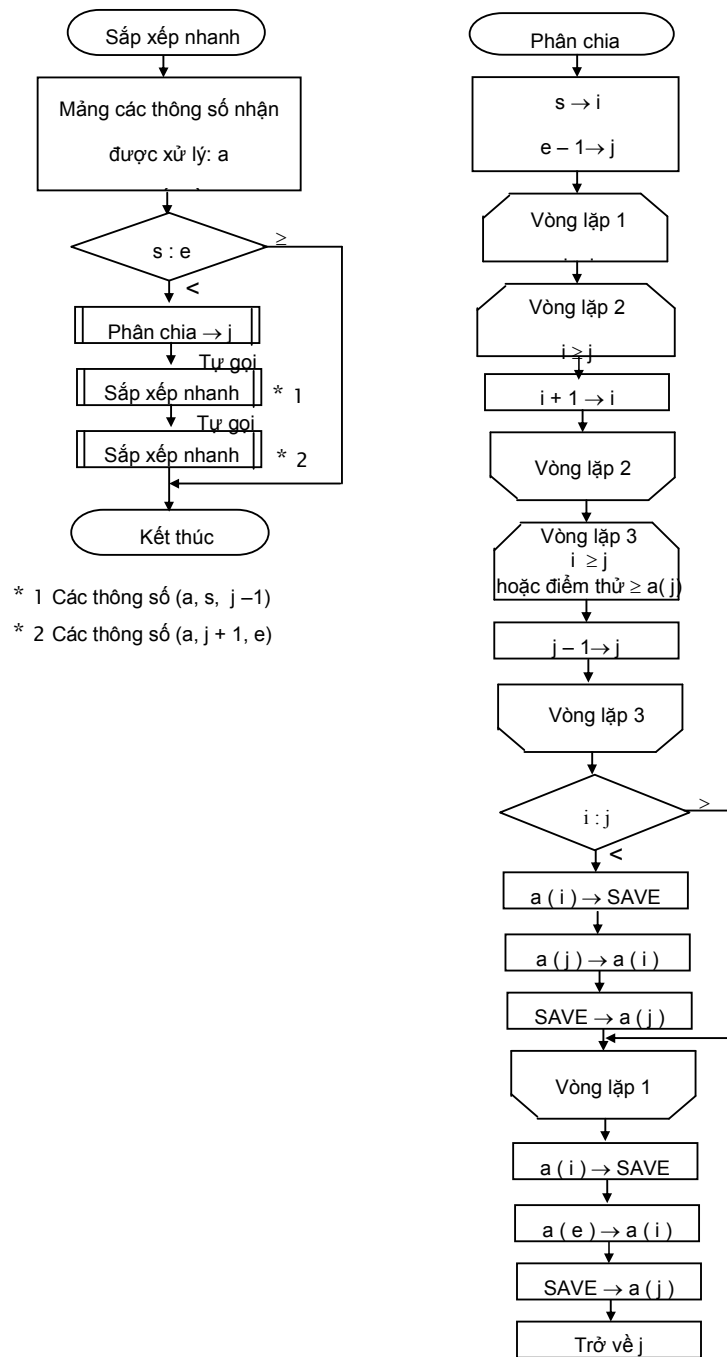 Sắp xếp nhanh
Mảng các thông số nhận
được xử lý: a
s : e
≥
<
Phân chia → j
Tự gọi
Sắp xếp nhanh
* 1
Tự gọi
Sắp xếp nhanh
* 2
Kết thúc
* 1 Các thông số (a, s, j –1)
* 2 Các thông số (a, j + 1, e)
Phân chia
s → i
e – 1→ j
Vòng lặp 1
Vòng lặp 2
i ≥ j
i + 1 → i
Vòng lặp 2
Vòng lặp 3
i ≥ j
hoặc điểm thử ≥ a( j)
j – 1→ j
Vòng lặp 3
i : j
>
<
a ( i ) → SAVE
a ( j ) → a ( i )
SAVE → a ( j )
Vòng lặp 1
a ( i ) → SAVE
a ( e ) → a ( i )
SAVE → a ( j )
Trở về j